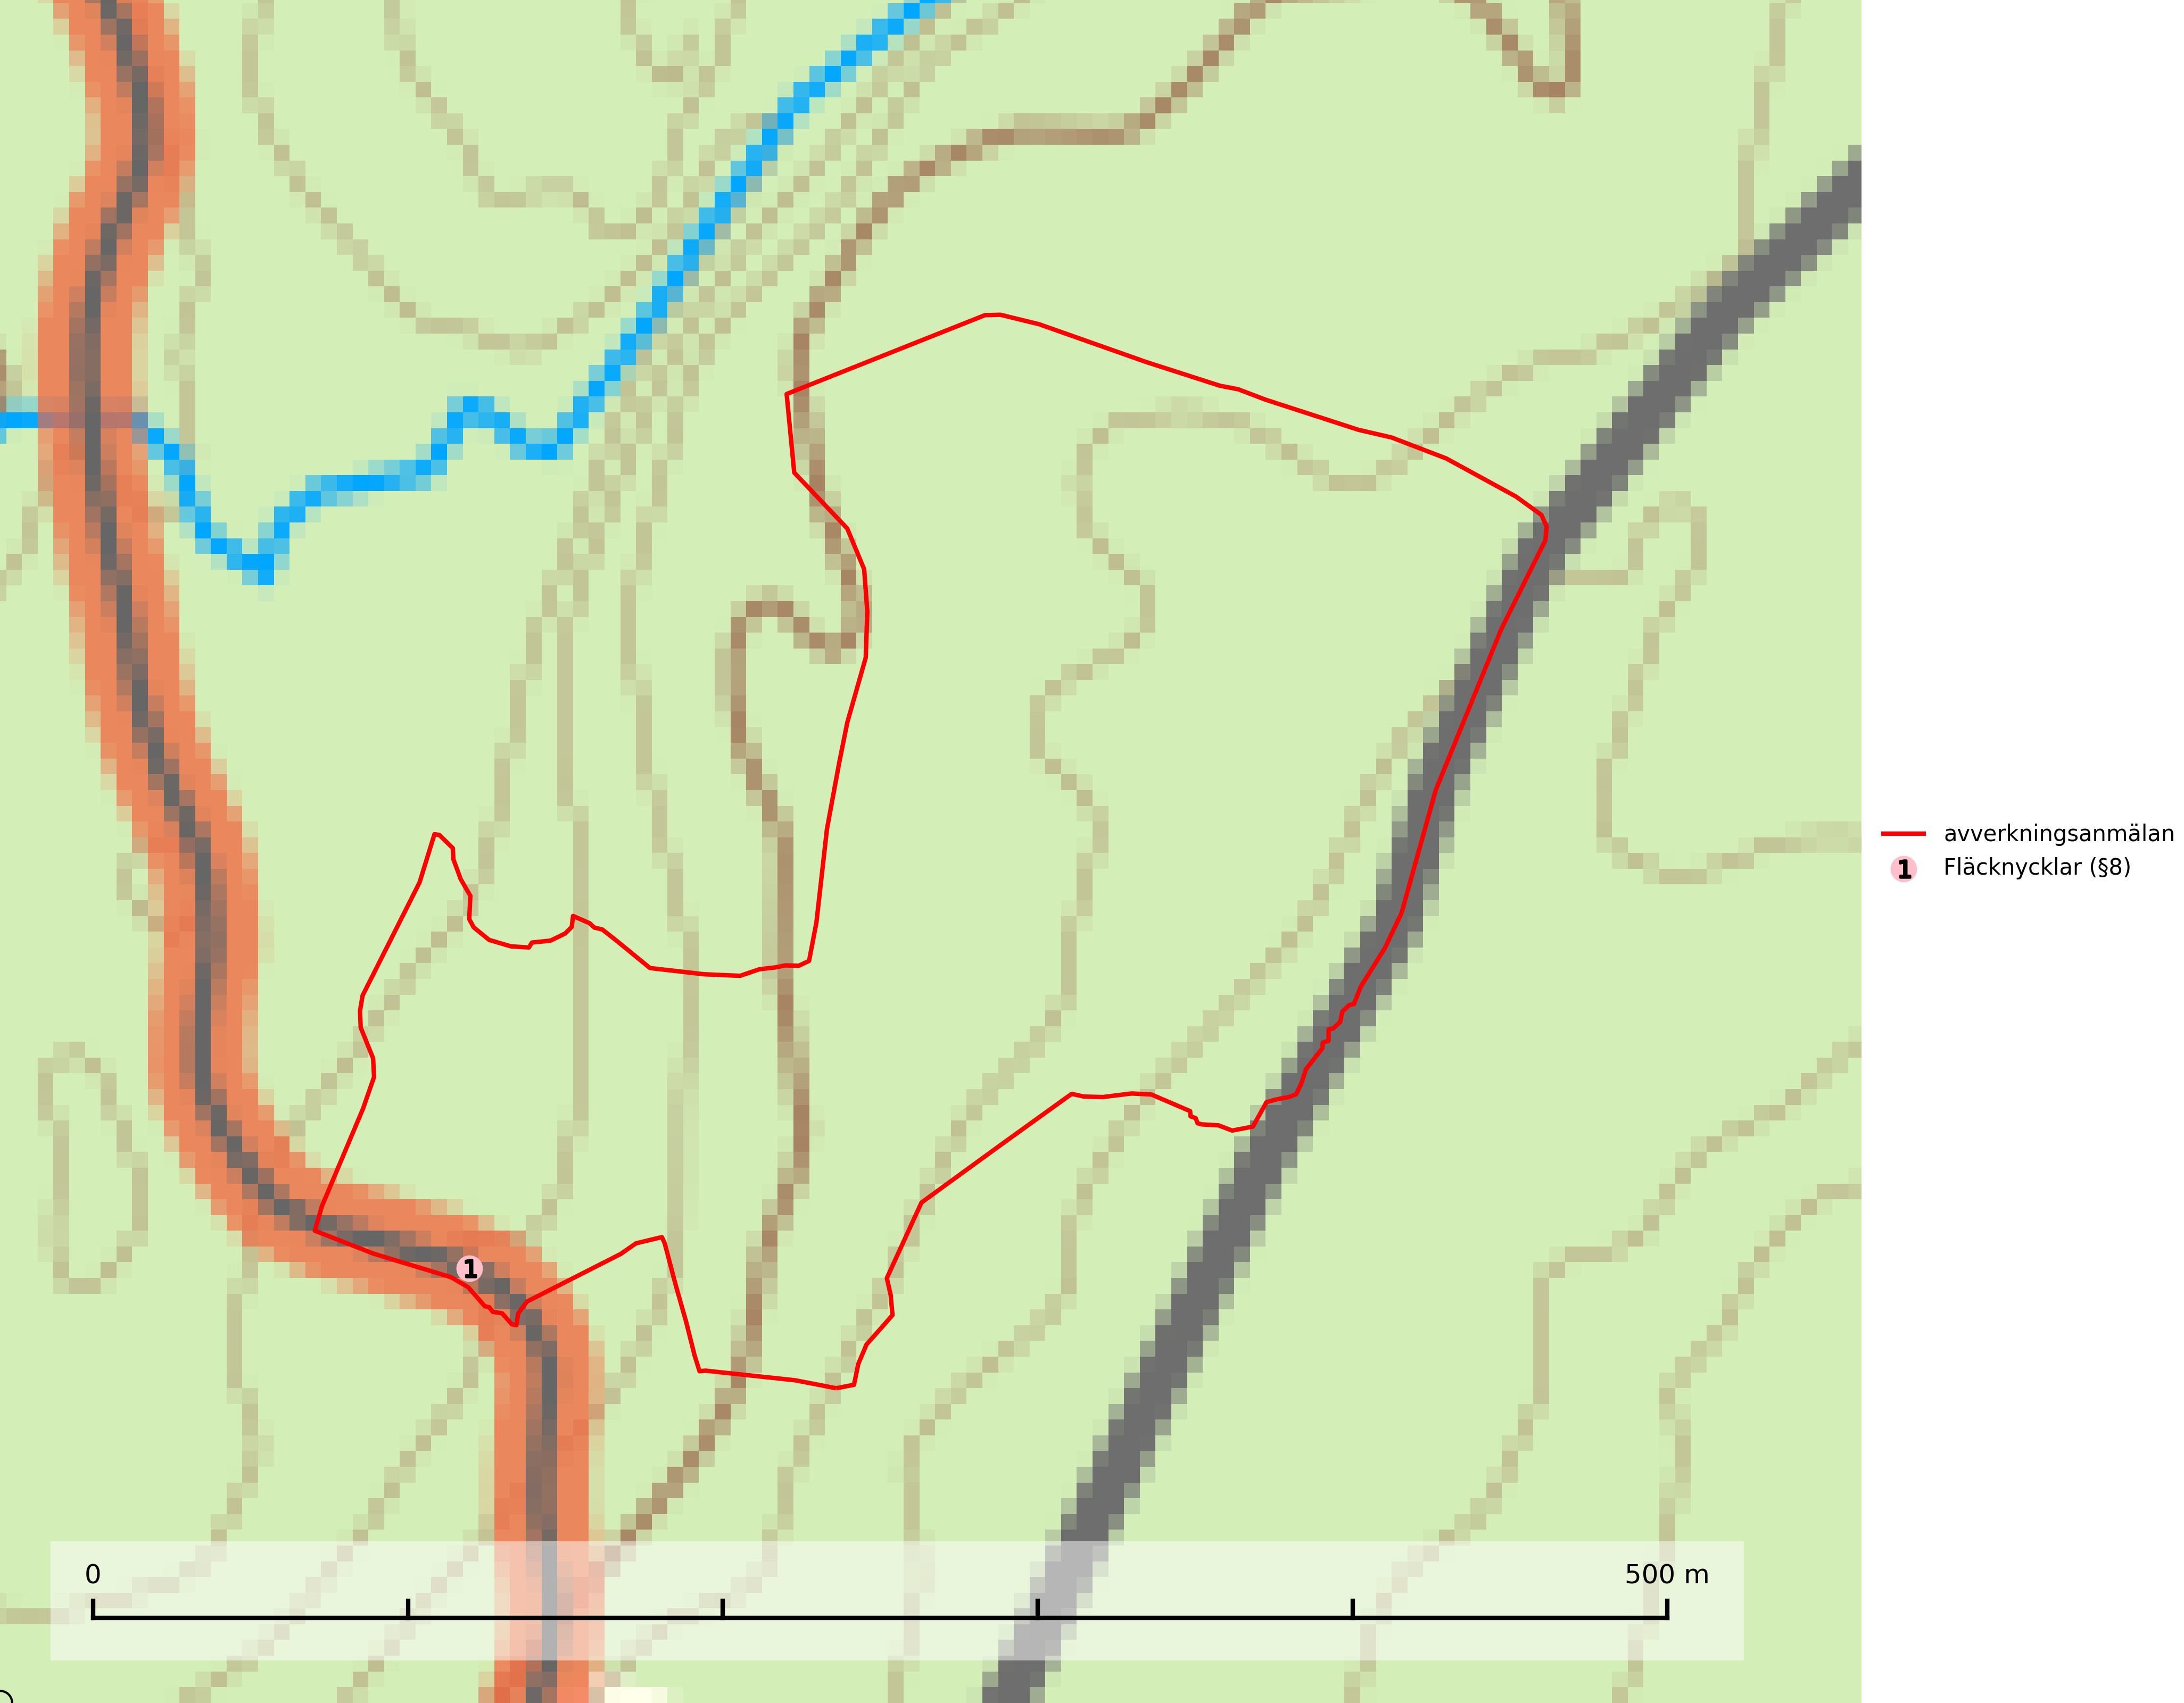 avverkningsanmälan
1 Fläcknycklar (§8)
1
0 500 m